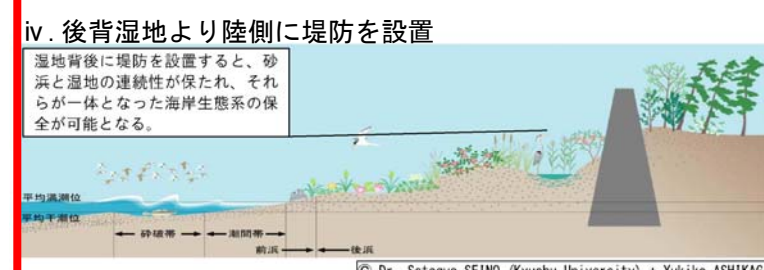 ⅳ. 後背湿地より陸側に堤防を設置
湿地背後に堤防を設置すると、砂
浜と湿地の連続性が保たれ、それ
らが一体となった海岸生態系の保
全が可能となる。
平均満潮位
平均干潮位
砕破帯
潮間帯
前浜
後浜
© Dr. Satoquo SEINO (Kyushu University) ; Yukiko ASHIKAG